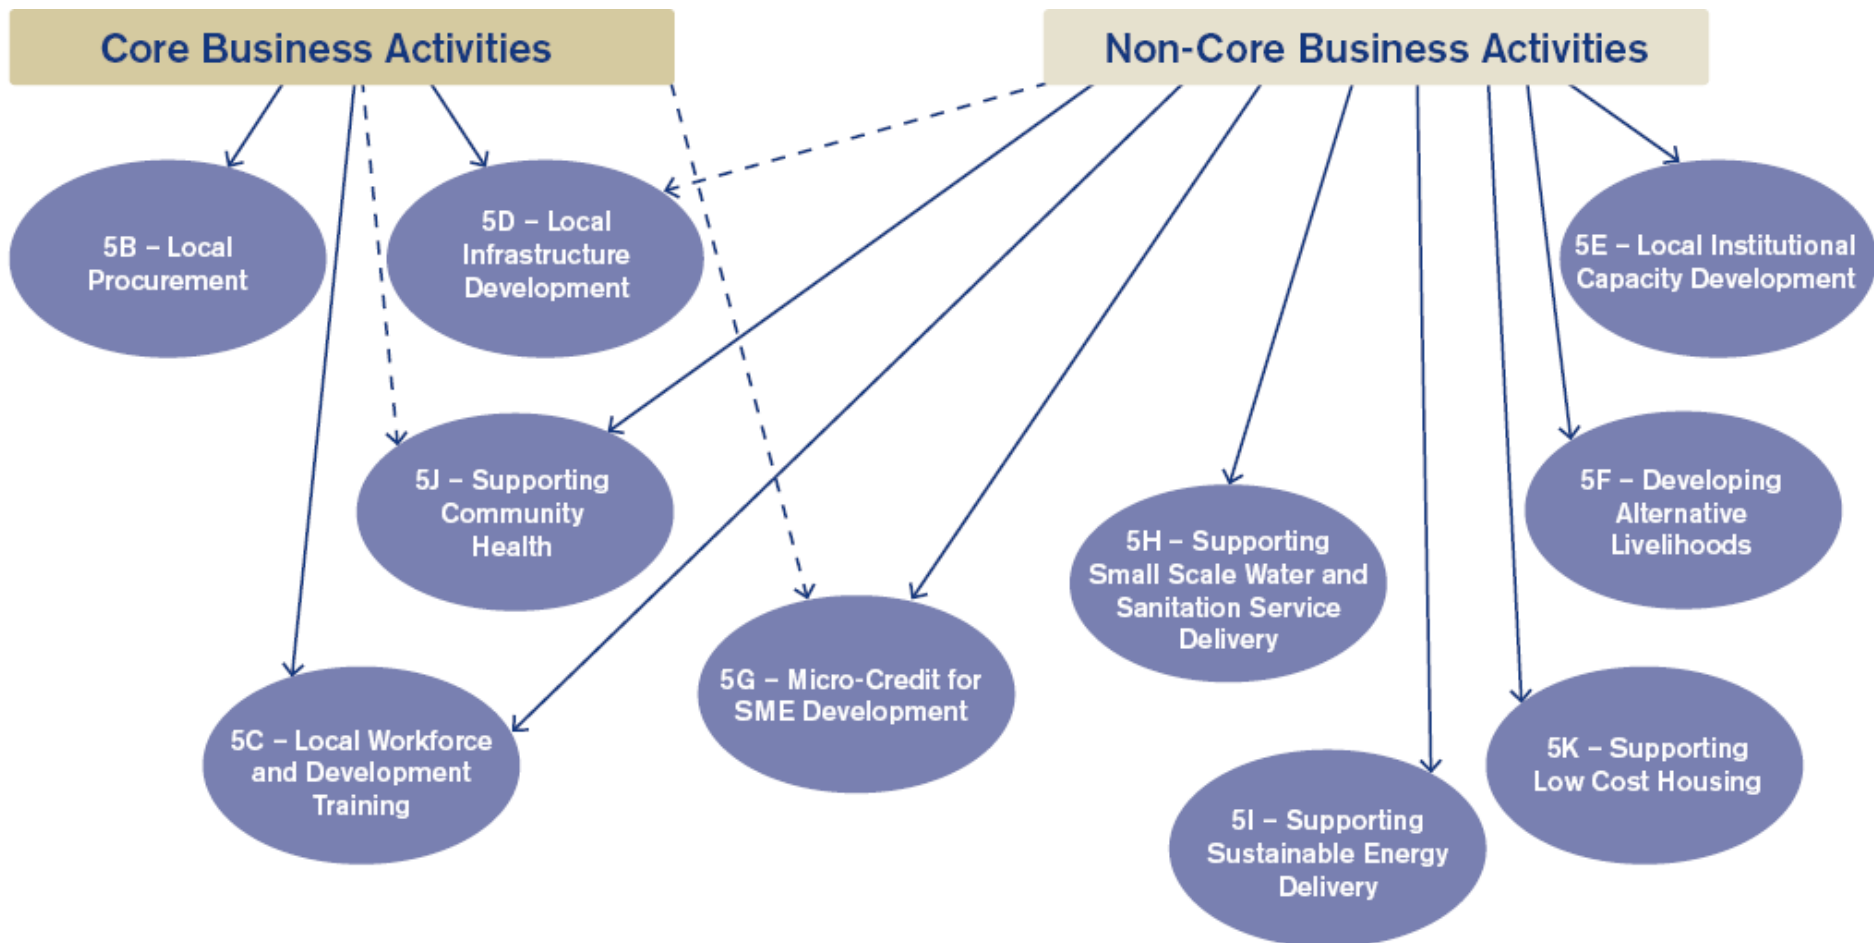 Core Business Activities
Non-Core Business Activities
5B – Local
Procurement
5D – Local
Infrastructure
Development
5E – Local Institutional
Capacity Development
5J – Supporting
Community
Health
5F – Developing
Alternative
Livelihoods
5H – Supporting
Small Scale Water and
Sanitation Service
Delivery
5G – Micro-Credit for
SME Development
5C – Local Workforce
and Development
Training
5K – Supporting
Low Cost Housing
5I – Supporting
Sustainable Energy
Delivery